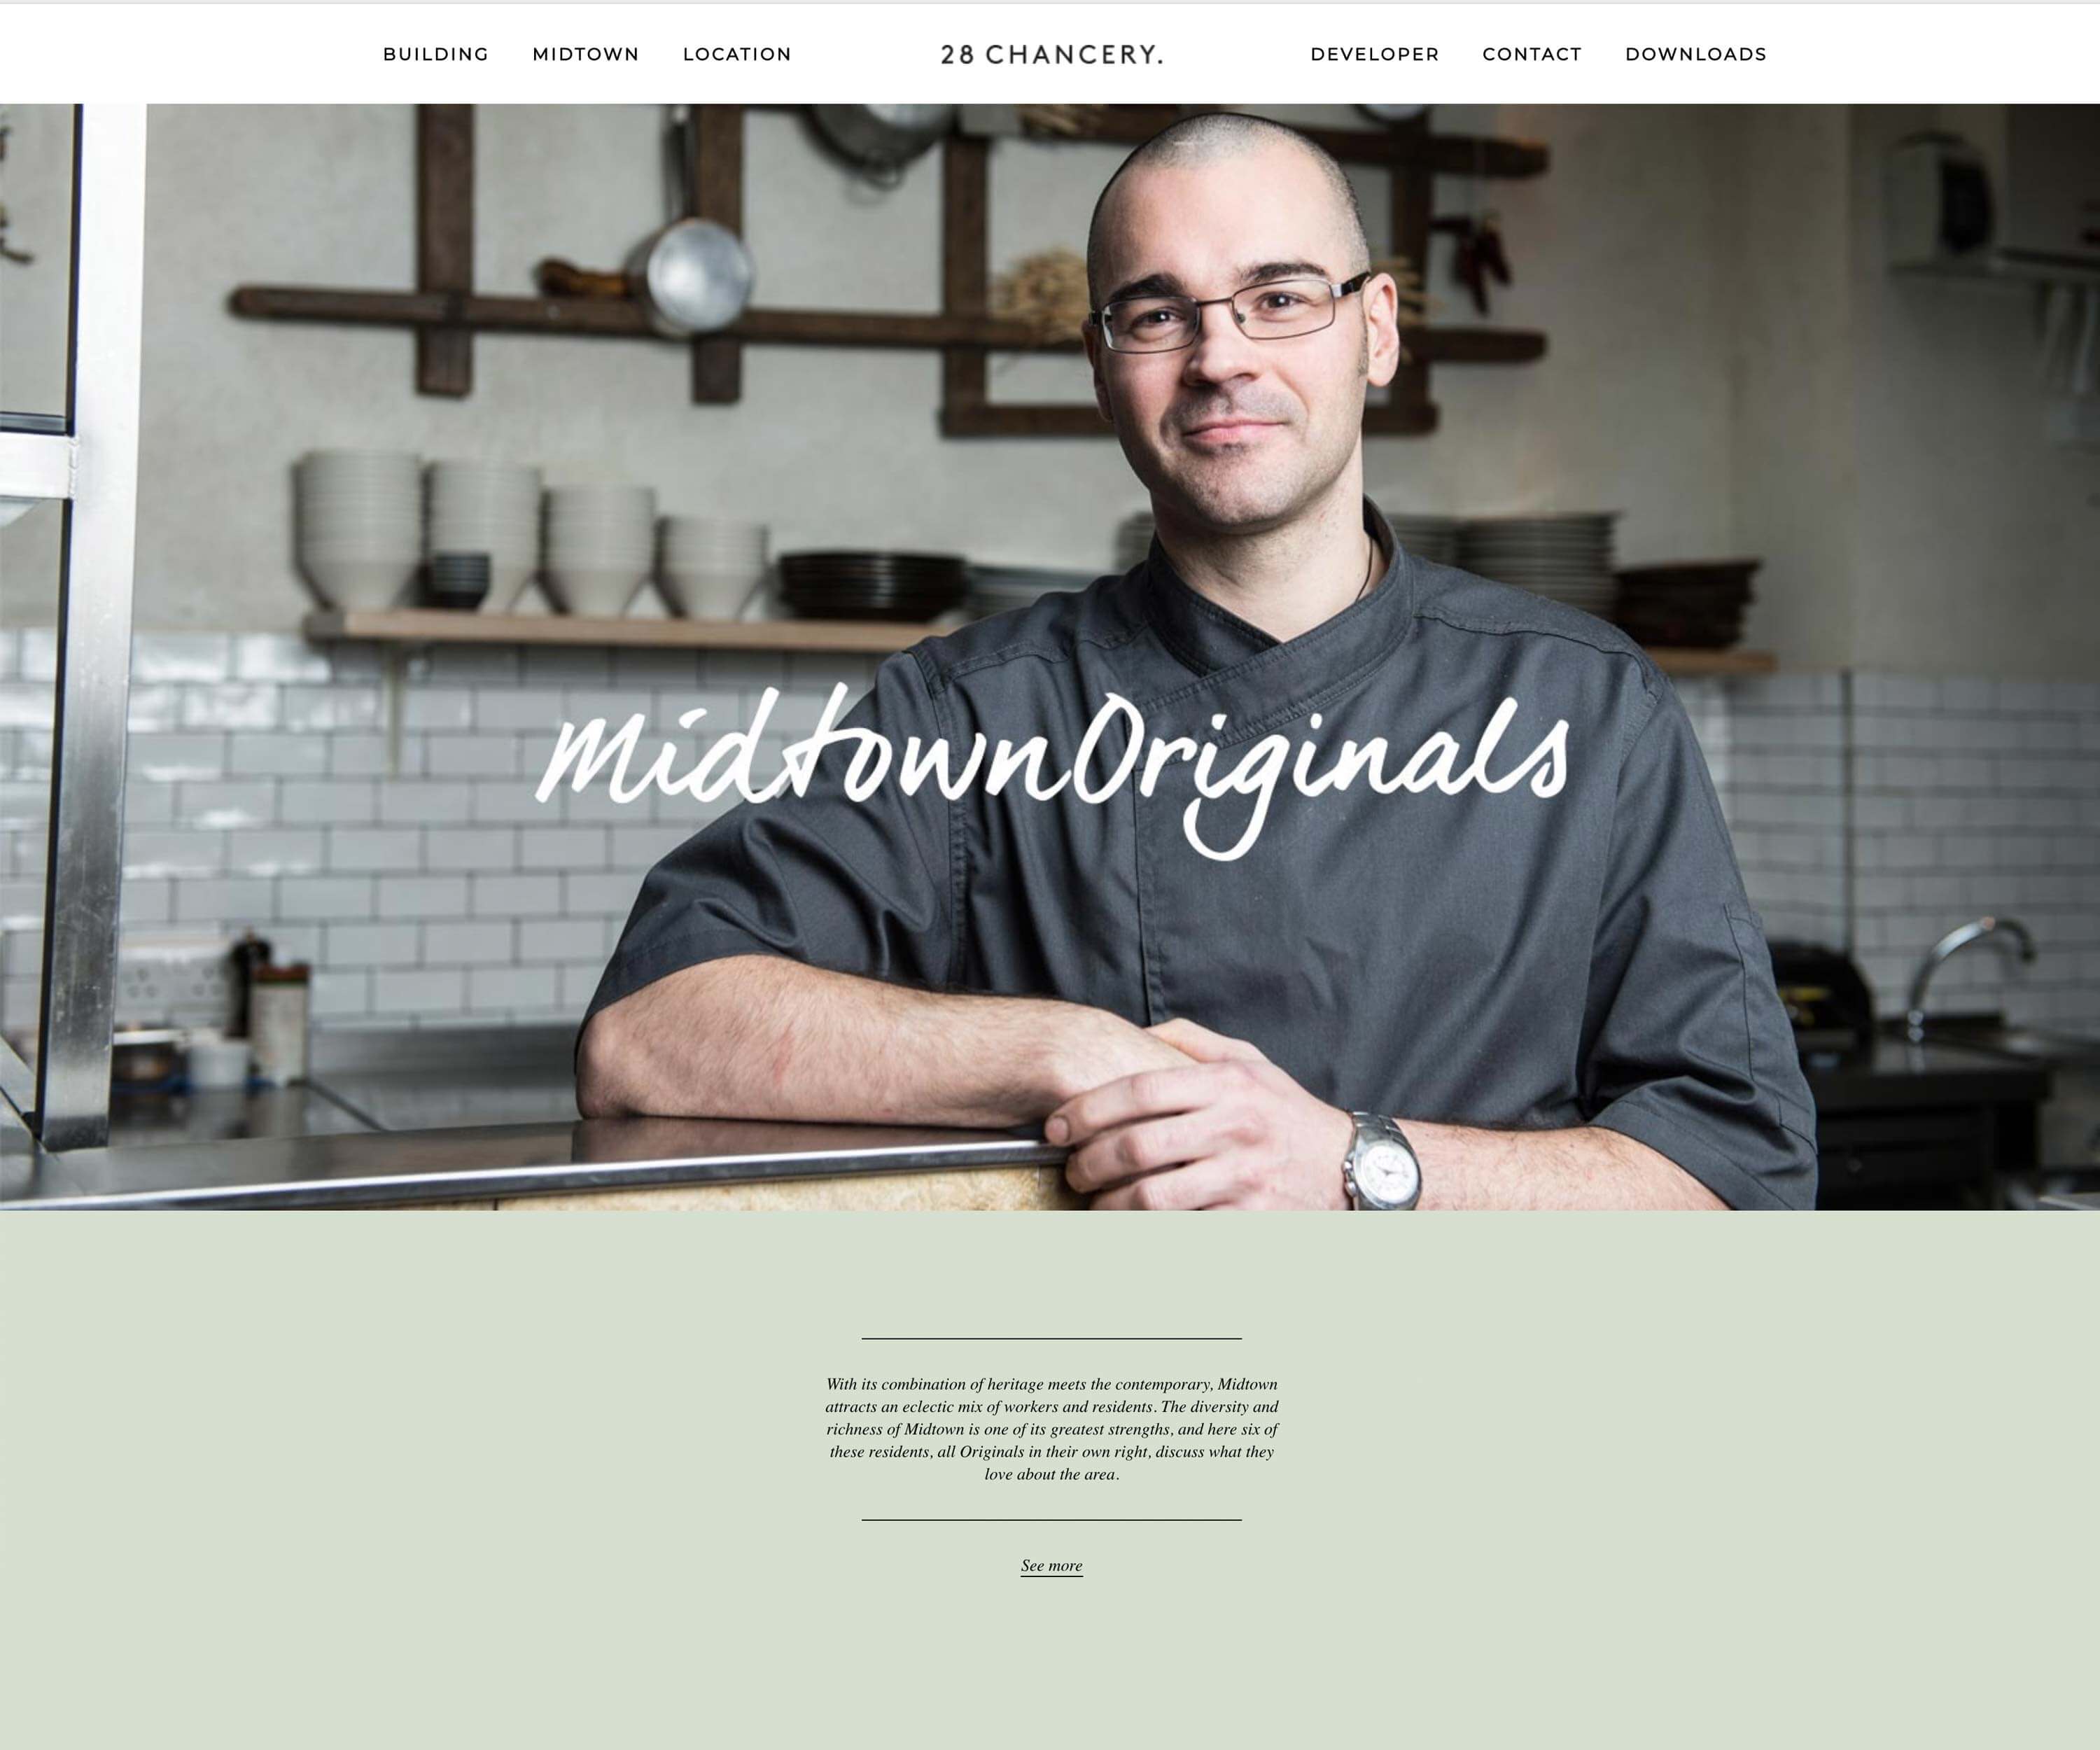 BUILDING MIDTOWN LOCATION 28 CHANCERY. DEVELOPER CONTACT DOWNLOADS
midtownOriginals
With its combination of heritage meets the contemporary, Midtown
attracts an eclectic mix of workers and residents. The diversity and
richness of Midtown is one of its greatest strengths, and here six of
these residents, all Originals in their own right, discuss what they
love about the area.
See more